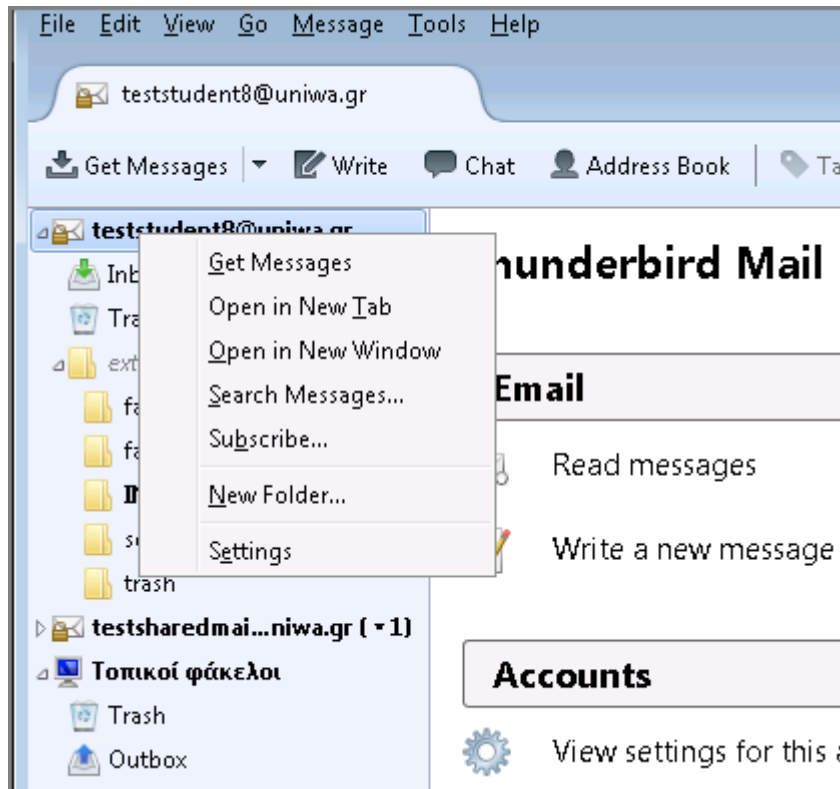 File Edit View Go Message Tools Help
teststudent8@uniwa.gr
Get Messages Write Chat Address Book
teststudent8@uniwa.gr
Get Messages
Open in New Tab
Open in New Window
Search Messages...
Subscribe...
New Folder...
Settings
trash
testsharedmai...niwa.gr (▾1)
Τοπικοί φάκελοι
Trash
Outbox
Mail
Email
Read messages
Write a new message
Accounts
View settings for this